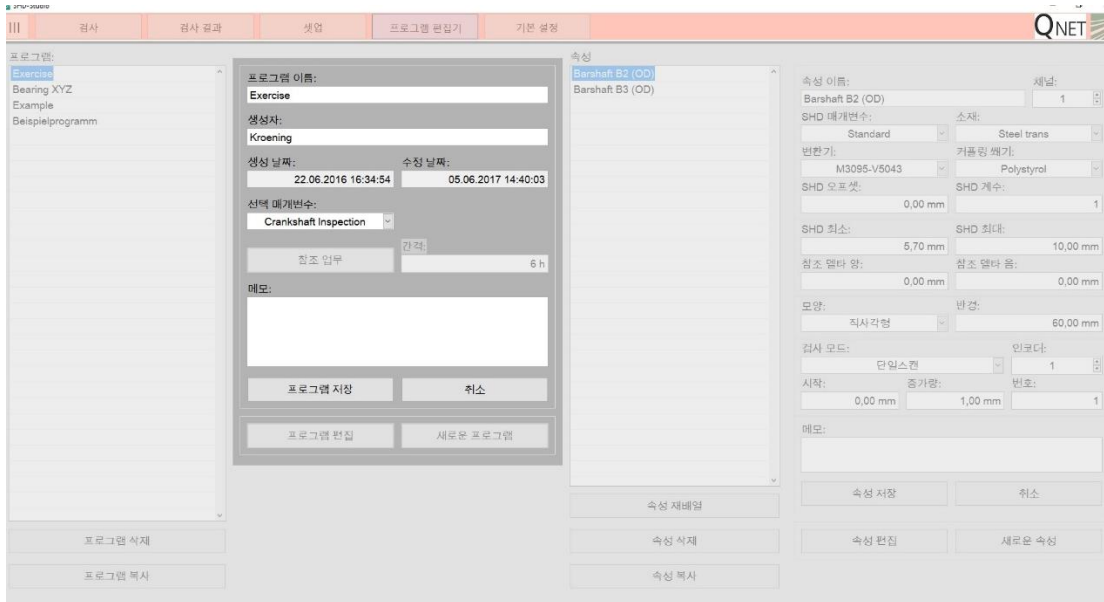 검사 검사 결과 셋업 프로그램 편집기 기본 설정
QNET
프로그램:
Exercise
Bearing XYZ
Example
Beispielprogramm
프로그램 삭제
프로그램 복사
프로그램 이름:
Exercise
생성자:
Kroening
생성 날짜: 수정 날짜:
22.06.2016 16:34:54 05.06.2017 14:40:03
선택 매개변수:
Crankshaft Inspection
간격:
참조 업무 6 h
메모:
프로그램 저장 취소
프로그램 편집 새로운 프로그램
속성
Barshaft B2 (OD)
Barshaft B3 (OD)
속성 재배열
속성 삭제
속성 복사
속성 이름: 채널:
Barshaft B2 (OD) 1
SHD 매개변수: 소재:
Standard Steel trans
변환기: 커플링 쐐기:
M3095-V5043 Polystyrol
SHD 오프셋: SHD 계수:
0,00 mm 1
SHD 최소: SHD 최대:
5,70 mm 10,00 mm
참조 델타 양: 참조 델타 음:
0,00 mm 0,00 mm
모양: 반경:
직사각형 60,00 mm
검사 모드: 인코더:
단일스캔 1
시작: 증가량: 번호:
0,00 mm 1,00 mm 1
메모:
속성 저장 취소
속성 편집 새로운 속성